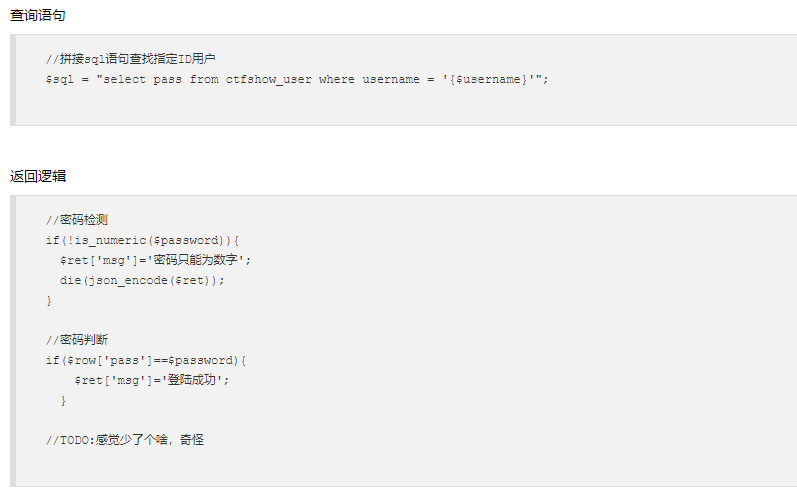 查询语句
//拼接sql语句查找指定ID用户
$sql = "select pass from ctfshow_user where username = '{$username}'";
返回逻辑
//密码检测
if(!is_numeric($password)){
$ret['msg']='密码只能为数字';
die(json_encode($ret));
}
//密码判断
if($row['pass']==$password){
$ret['msg']='登陆成功';
}
//TODO:感觉少了个啥，奇怪